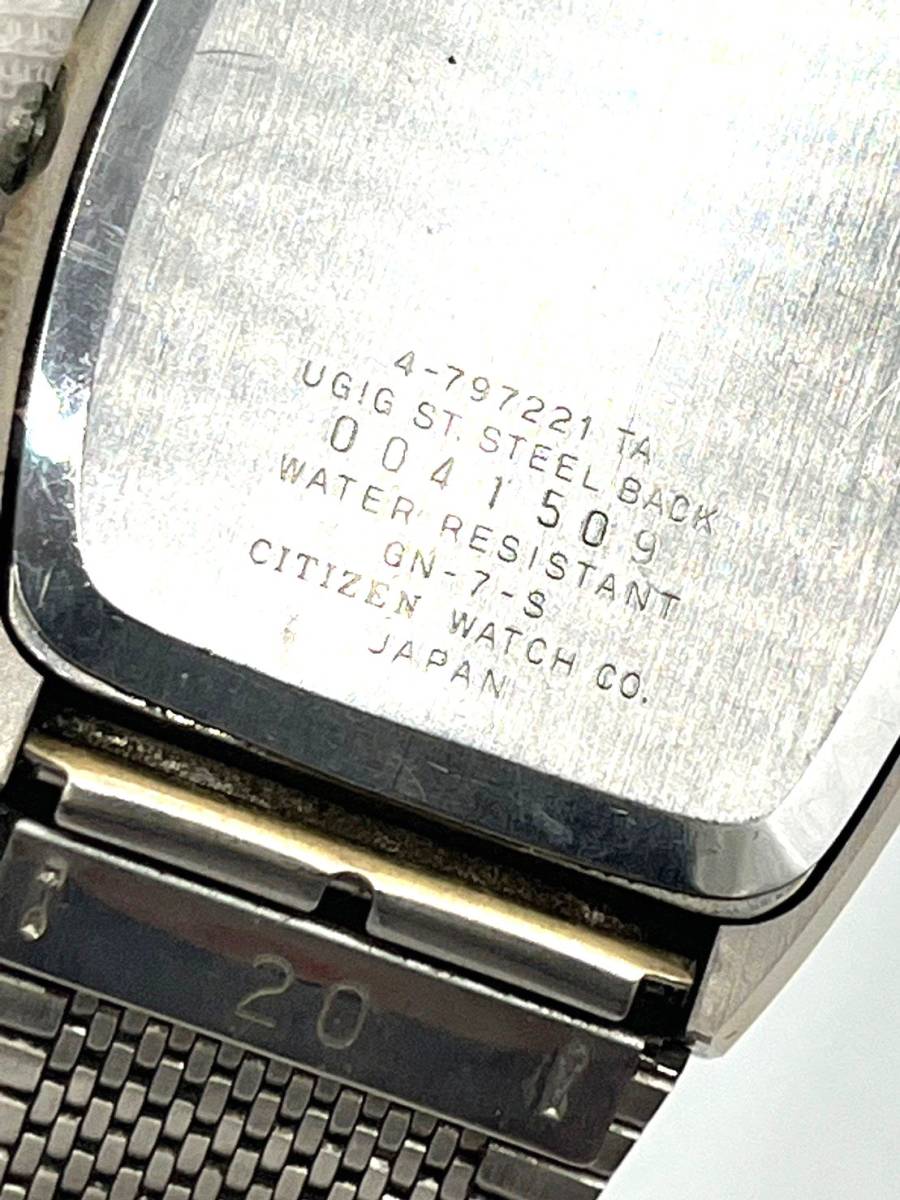 4-797221 TA
UGIG ST. STEEL BACK
0041509
WATER RESISTANT
GN-7-S
CITIZEN WATCH CO.
JAPAN
20